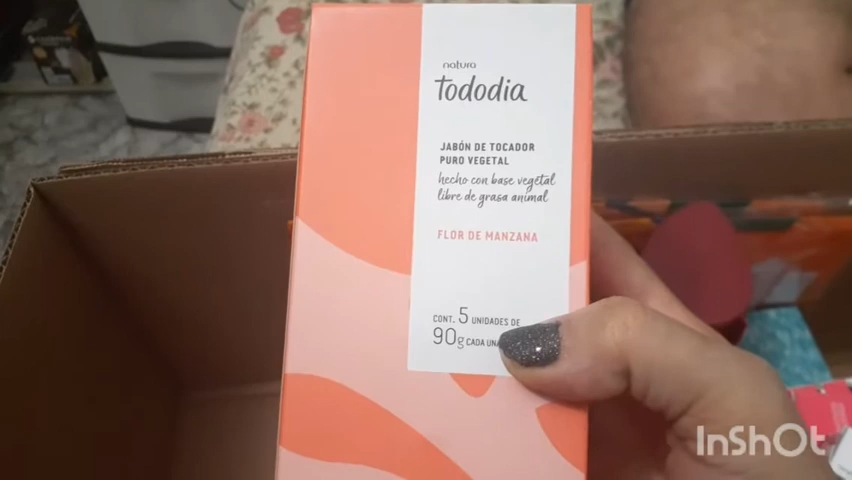 natura
Tododia
JABÓN DE TOCADOR
PURO VEGETAL
hecho con base vegetal
libre de grasa animal
FLOR DE MANZANA
CONT. 5 UNIDADES DE
90g CADA UNA
InShOt